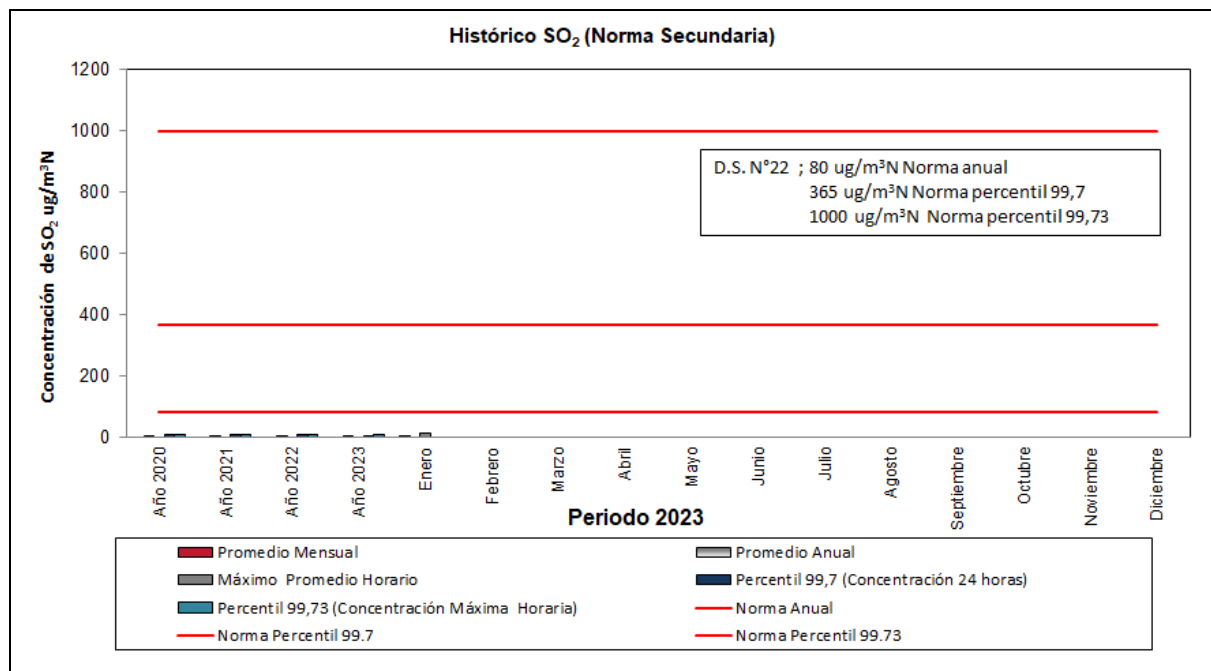 Histórico SO₂ (Norma Secundaria)
Concentración de SO₂ ug/m³N
1200
1000
800
600
400
200
0
D.S. N°22 ; 80 ug/m³N Norma anual
365 ug/m³N Norma percentil 99,7
1000 ug/m³N Norma percentil 99,73
Año 2020
Año 2021
Año 2022
Año 2023
Enero
Febrero
Marzo
Abril
Mayo
Junio
Julio
Agosto
Septiembre
Octubre
Noviembre
Diciembre
Periodo 2023
Promedio Mensual
Promedio Anual
Máximo Promedio Horario
Percentil 99,7 (Concentración 24 horas)
Percentil 99,73 (Concentración Máxima Horaria)
Norma Anual
Norma Percentil 99.7
Norma Percentil 99.73